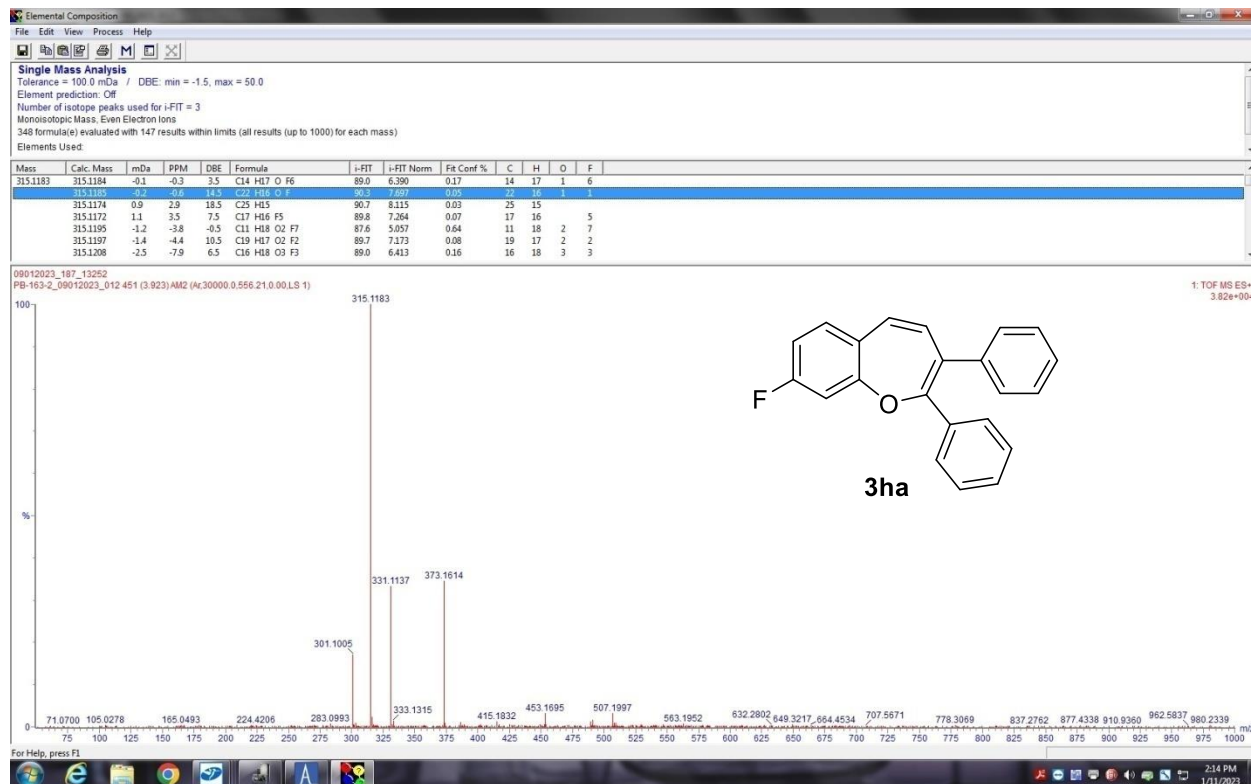 Elemental Composition
File Edit View Process Help
Single Mass Analysis
Tolerance = 100.0 mDa / DBE: min = -1.5, max = 50.0
Element prediction: Off
Number of isotope peaks used for i-FIT = 3
Monoisotopic Mass, Even Electron Ions
348 formula(e) evaluated with 147 results within limits (all results (up to 1000) for each mass)
Elements Used:
Mass Calc. Mass mDa PPM DBE Formula i-FIT i-FIT Norm Fit Conf % C H O F
315.1183 315.1184 -0.1 -0.3 3.5 C14 H17 O F6 89.0 6.390 0.17 14 17 1 6
315.1185 -0.2 -0.6 14.5 C22 H16 O F 90.3 7.697 0.05 22 16 1 1
315.1174 0.9 2.9 18.5 C25 H15 90.7 8.115 0.03 25 15
315.1172 1.1 3.5 7.5 C17 H16 F5 89.8 7.264 0.07 17 16 5
315.1195 -1.2 -3.8 -0.5 C11 H18 O2 F7 87.6 5.057 0.64 11 18 2 7
315.1197 -1.4 -4.4 10.5 C19 H17 O2 F2 89.7 7.173 0.08 19 17 2 2
315.1208 -2.5 -7.9 6.5 C16 H18 O3 F3 89.0 6.413 0.16 16 18 3 3
09012023_187_13252
PB-163-2_09012023_012 451 (3.923) AM2 (Ar,30000.0,556.21,0.00,LS 1)
1: TOF MS ES+
3.82e+004
100
315.1183
F
O
3ha
%
331.1137
373.1614
301.1005
71.0700 105.0278 165.0493 224.4206 283.0993 333.1315 415.1832 453.1695 507.1997 563.1952 632.2802 649.3217 664.4534 707.5671 778.3069 837.2762 877.4338 910.9360 962.5837 980.2339
0
m/z
75 100 125 150 175 200 225 250 275 300 325 350 375 400 425 450 475 500 525 550 575 600 625 650 675 700 725 750 775 800 825 850 875 900 925 950 975 1000
For Help, press F1
2:14 PM
1/11/2023